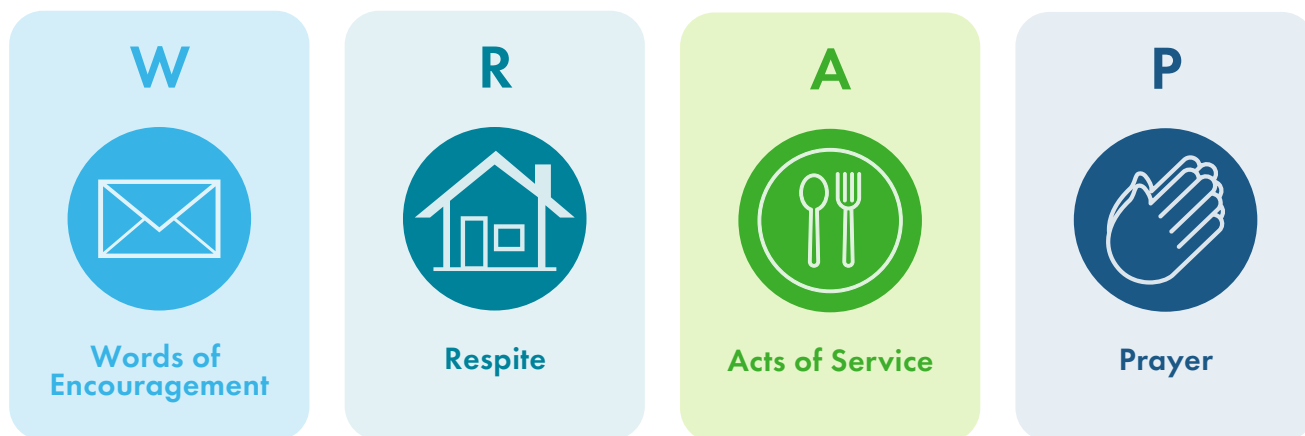 W
Words of
Encouragement
R
Respite
A
Acts of Service
P
Prayer